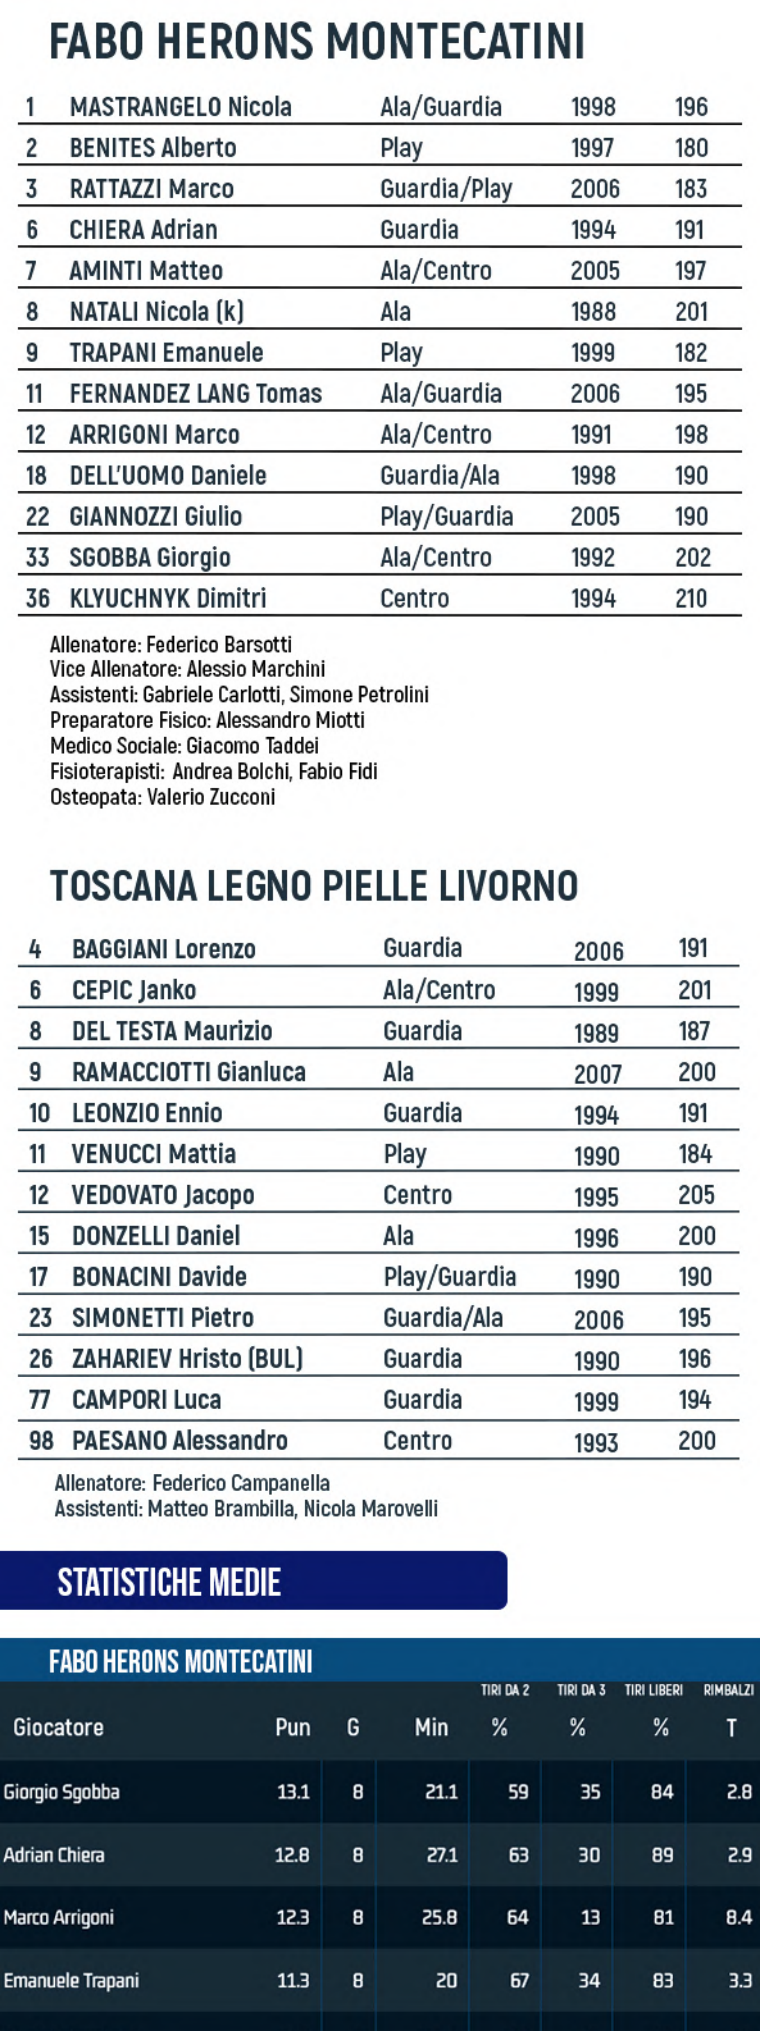 FABO HERONS MONTECATINI
1 MASTRANGELO Nicola Ala/Guardia 1998 196
2 BENITES Alberto Play 1997 180
3 RATTAZZI Marco Guardia/Play 2006 183
6 CHIERA Adrian Guardia 1994 191
7 AMINTI Matteo Ala/Centro 2005 197
8 NATALI Nicola (k) Ala 1988 201
9 TRAPANI Emanuele Play 1999 182
11 FERNANDEZ LANG Tomas Ala/Guardia 2006 195
12 ARRIGONI Marco Ala/Centro 1991 198
18 DELL'UOMO Daniele Guardia/Ala 1998 190
22 GIANNOZZI Giulio Play/Guardia 2005 190
33 SGOBBA Giorgio Ala/Centro 1992 202
36 KLYUCHNYK Dimitri Centro 1994 210
Allenatore: Federico Barsotti
Vice Allenatore: Alessio Marchini
Assistenti: Gabriele Carlotti, Simone Petrolini
Preparatore Fisico: Alessandro Miotti
Medico Sociale: Giacomo Taddei
Fisioterapisti: Andrea Bolchi, Fabio Fidi
Osteopata: Valerio Zucconi
TOSCANA LEGNO PIELLE LIVORNO
4 BAGGIANI Lorenzo Guardia 2006 191
6 CEPIC Janko Ala/Centro 1999 201
8 DEL TESTA Maurizio Guardia 1989 187
9 RAMACCIOTTI Gianluca Ala 2007 200
10 LEONZIO Ennio Guardia 1994 191
11 VENUCCI Mattia Play 1990 184
12 VEDOVATO Jacopo Centro 1995 205
15 DONZELLI Daniel Ala 1996 200
17 BONACINI Davide Play/Guardia 1990 190
23 SIMONETTI Pietro Guardia/Ala 2006 195
26 ZAHARIEV Hristo (BUL) Guardia 1990 196
77 CAMPORI Luca Guardia 1999 194
98 PAESANO Alessandro Centro 1993 200
Allenatore: Federico Campanella
Assistenti: Matteo Brambilla, Nicola Marovelli
STATISTICHE MEDIE
FABO HERONS MONTECATINI
TIRI DA 2 TIRI DA 3 TIRI LIBERI RIMBALZI
Giocatore Pun G Min % % % T
Giorgio Sgobba 13.1 8 21.1 59 35 84 2.8
Adrian Chiera 12.8 8 27.1 63 30 89 2.9
Marco Arrigoni 12.3 8 25.8 64 13 81 8.4
Emanuele Trapani 11.3 8 20 67 34 83 3.3